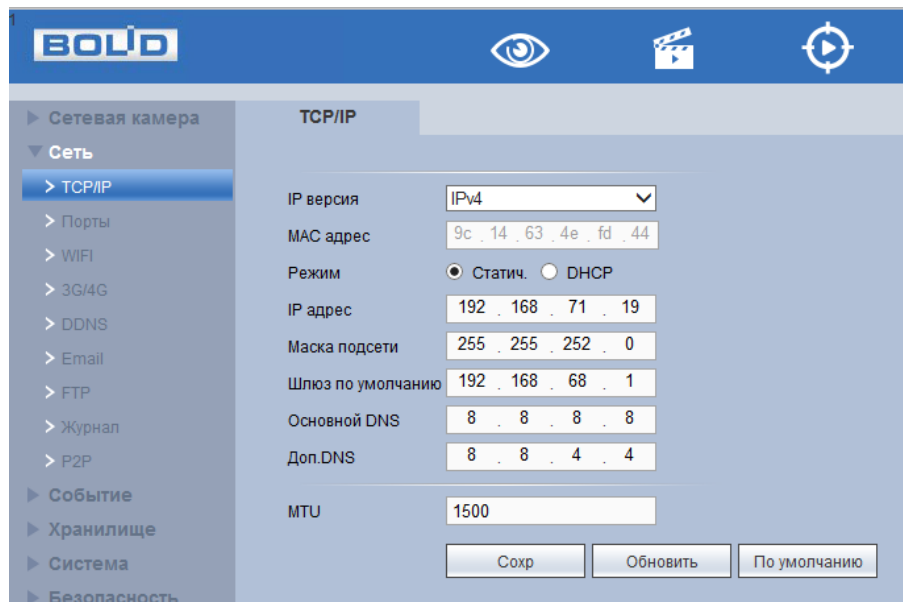 1
BOLID
Сетевая камера
TCP/IP
Сеть
> TCP/IP
> Порты
> WIFI
> 3G/4G
> DDNS
> Email
> FTP
> Журнал
> P2P
Событие
Хранилище
Система
Безопасность
IP версия IPv4
MAC адрес 9c . 14 . 63 . 4e . fd . 44
Режим Статич. DHCP
IP адрес 192 . 168 . 71 . 19
Маска подсети 255 . 255 . 252 . 0
Шлюз по умолчанию 192 . 168 . 68 . 1
Основной DNS 8 . 8 . 8 . 8
Доп.DNS 8 . 8 . 4 . 4
MTU 1500
Сохр Обновить По умолчанию